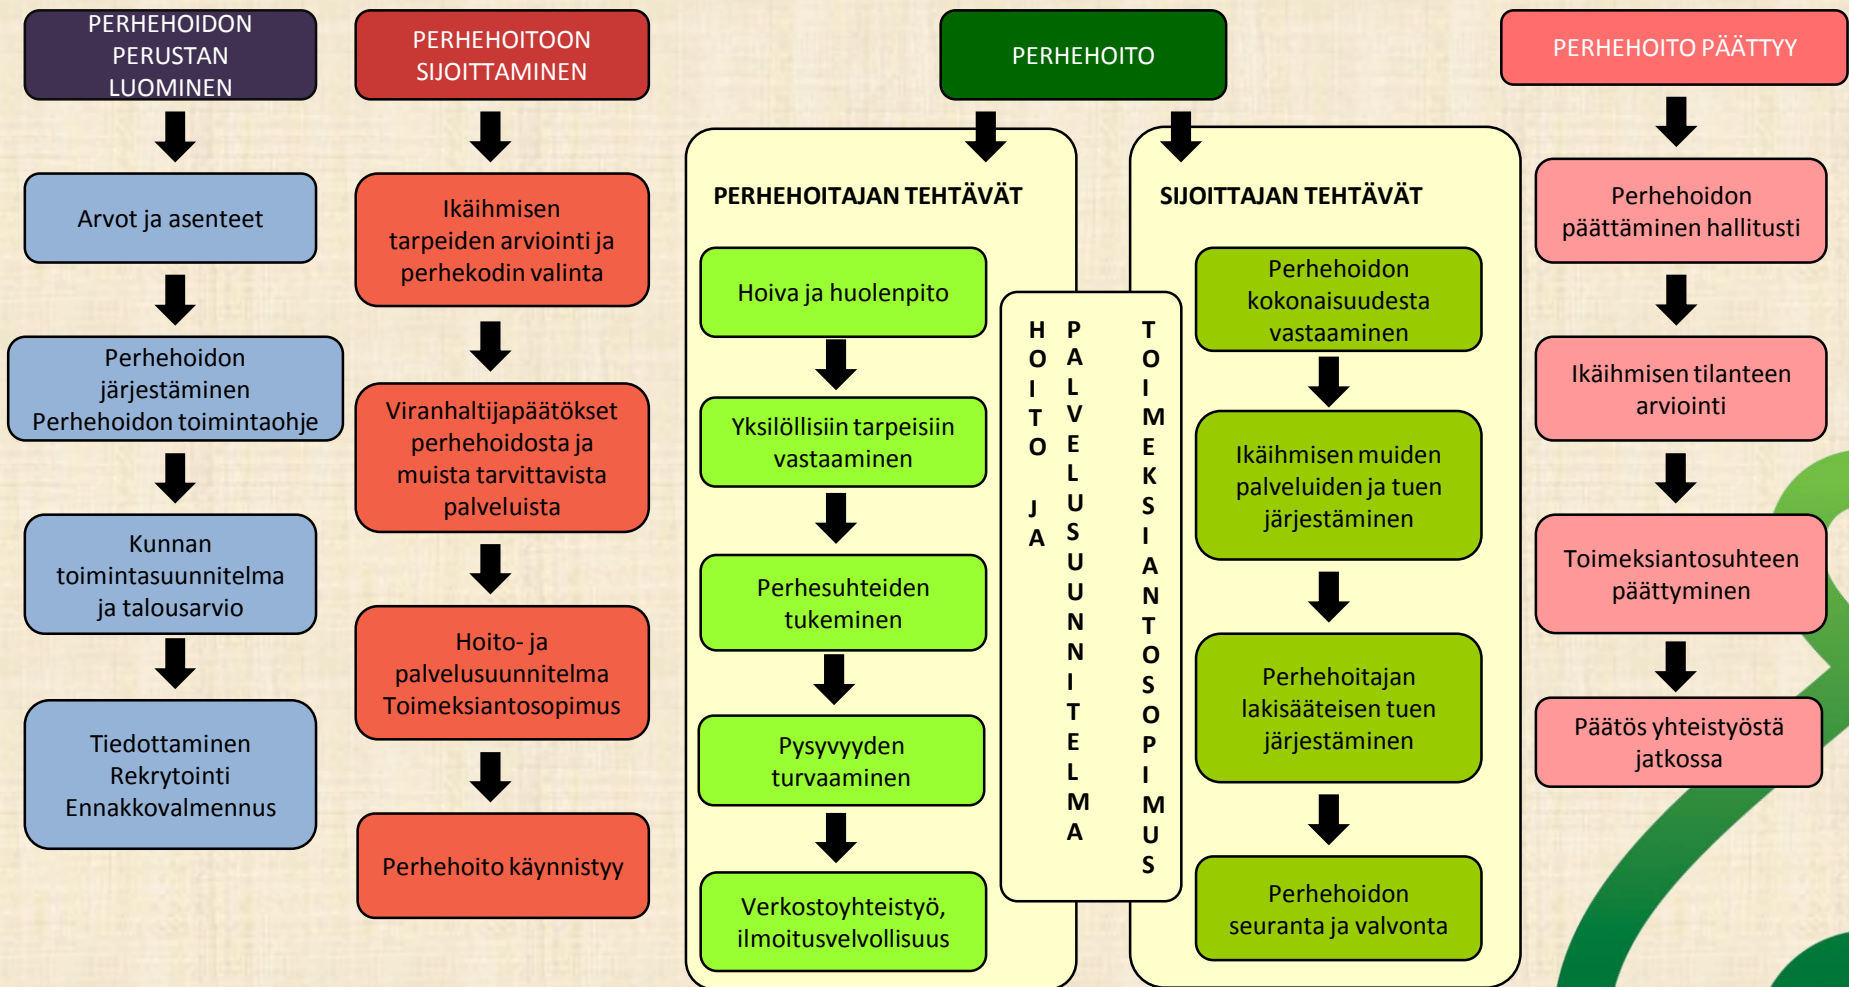 PERHEHOIDON
PERUSTAN
LUOMINEN
Arvot ja asenteet
Perhehoidon
järjestäminen
Perhehoidon toimintaohje
Kunnan
toimintasuunnitelma
ja talousarvio
Tiedottaminen
Rekrytointi
Ennakkovalmennus
PERHEHOITOON
SIJOITTAMINEN
Ikäihmisen
tarpeiden arviointi ja
perhekodin valinta
Viranhaltijapäätökset
perhehoidosta ja
muista tarvittavista
palveluista
Hoito- ja
palvelusuunnitelma
Toimeksiantosopimus
Perhehoito käynnistyy
PERHEHOITO
PERHEHOITAJAN TEHTÄVÄT
Hoiva ja huolenpito
Yksilöllisiin tarpeisiin
vastaaminen
Perhesuhteiden
tukeminen
Pysyvyyden
turvaaminen
Verkostoyhteistyö,
ilmoitusvelvollisuus
HOITO JA
PALVELUSUUNNITELMA
TOIMEKSIANTOSOPIMUS
SIJOITTAJAN TEHTÄVÄT
Perhehoidon
kokonaisuudesta
vastaaminen
Ikäihmisen muiden
palveluiden ja tuen
järjestäminen
Perhehoitajan
lakisääteisen tuen
järjestäminen
Perhehoidon
seuranta ja valvonta
PERHEHOITO PÄÄTTYY
Perhehoidon
päättäminen hallitusti
Ikäihmisen tilanteen
arviointi
Toimeksiantosuhteen
päättyminen
Päätös yhteistyöstä
jatkossa